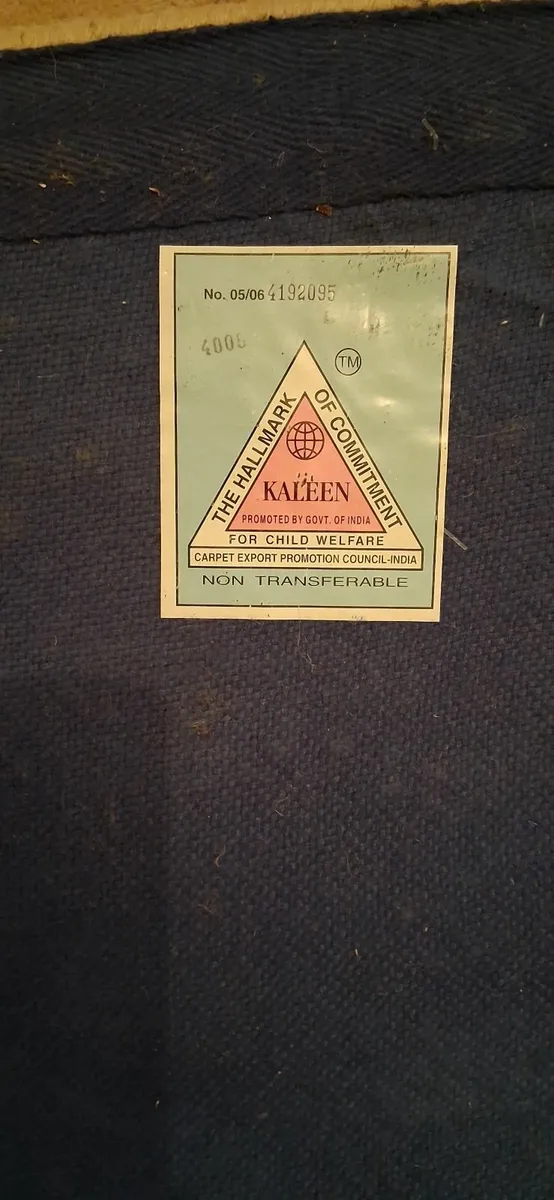 No. 05/06 4192095
TM
THE HALLMARK OF COMMITMENT
KALEEN
PROMOTED BY GOVT. OF INDIA
FOR CHILD WELFARE
CARPET EXPORT PROMOTION COUNCIL-INDIA
NON TRANSFERABLE